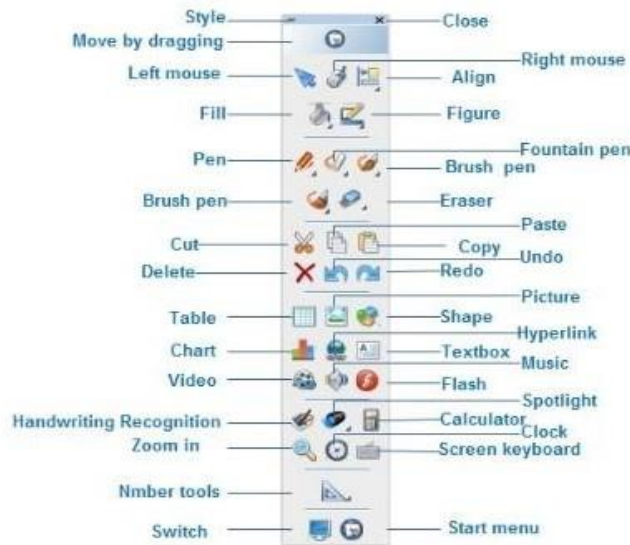 Style
Close
Move by dragging
Right mouse
Left mouse
Align
Fill
Figure
Fountain pen
Pen
Brush pen
Brush pen
Eraser
Paste
Cut
Copy
Undo
Delete
Redo
Picture
Table
Shape
Hyperlink
Chart
Textbox
Music
Video
Flash
Spotlight
Handwriting Recognition
Calculator
Clock
Zoom in
Screen keyboard
Nmber tools
Switch
Start menu